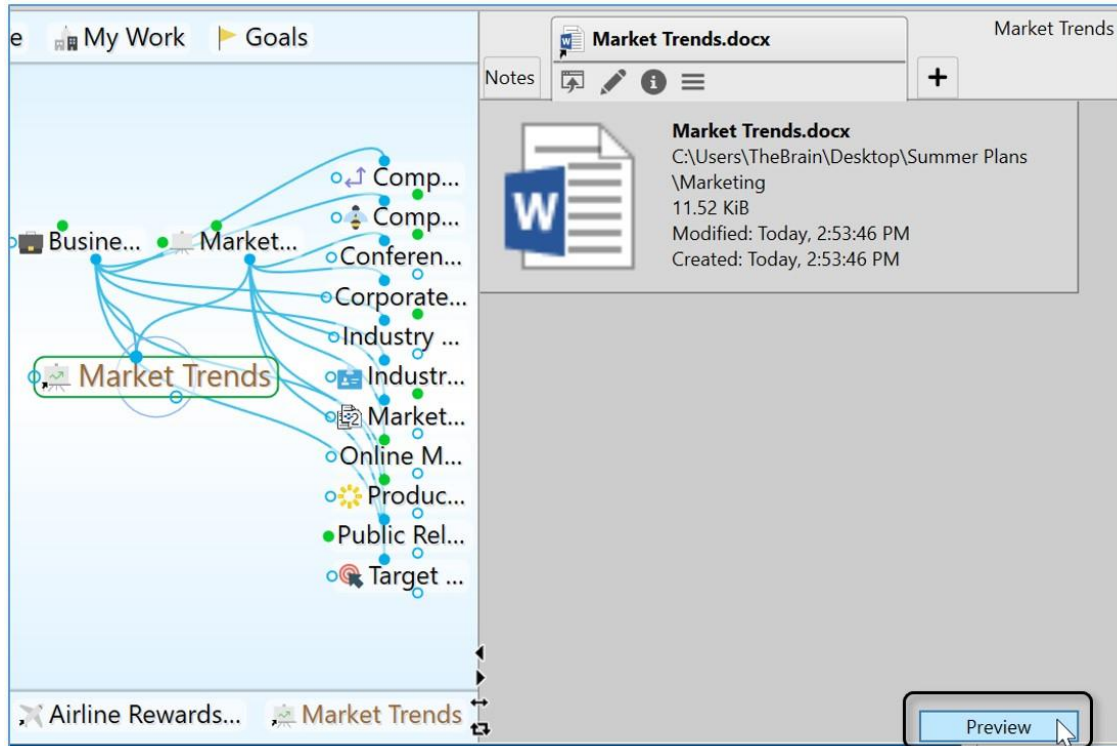 e
My Work
Goals
Market Trends.docx
Market Trends
Notes
+
Market Trends.docx
C:\Users\TheBrain\Desktop\Summer Plans
\Marketing
11.52 KiB
Modified: Today, 2:53:46 PM
Created: Today, 2:53:46 PM
W
Comp...
Comp...
Busine...
Market...
Conferen...
Corporate...
Industry ...
Market Trends
Industr...
Market...
Online M...
Produc...
Public Rel...
Target ...
Airline Rewards...
Market Trends
Preview